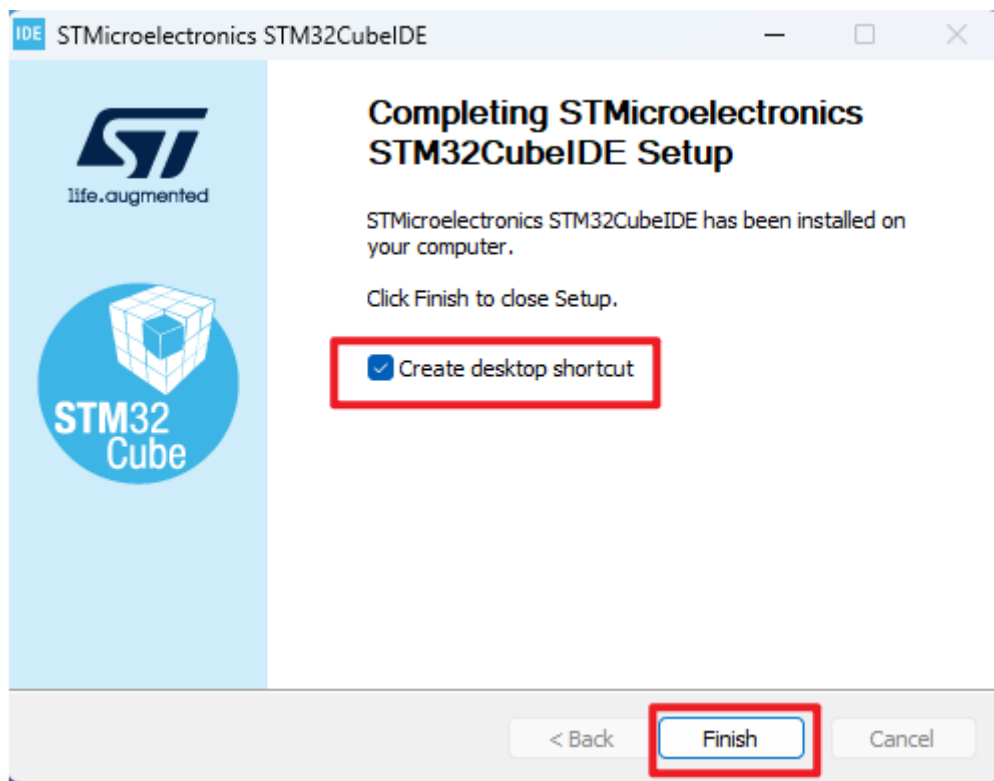 IDE STMicroelectronics STM32CubeIDE
ST
life.augmented
STM32
Cube
Completing STMicroelectronics
STM32CubeIDE Setup
STMicroelectronics STM32CubeIDE has been installed on
your computer.
Click Finish to close Setup.
Create desktop shortcut
< Back
Finish
Cancel